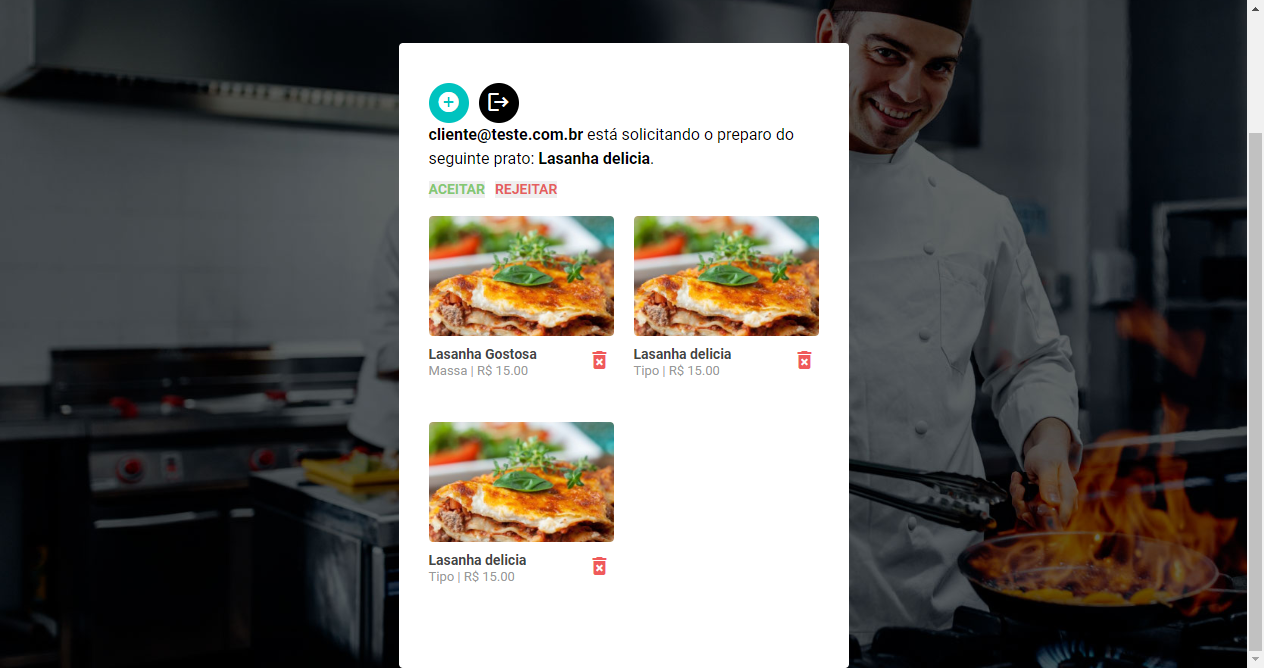 cliente@teste.com.br está solicitando o preparo do
seguinte prato: Lasanha delicia.
ACEITAR REJEITAR
Lasanha Gostosa
Massa | R$ 15.00
Lasanha delicia
Tipo | R$ 15.00
Lasanha delicia
Tipo | R$ 15.00